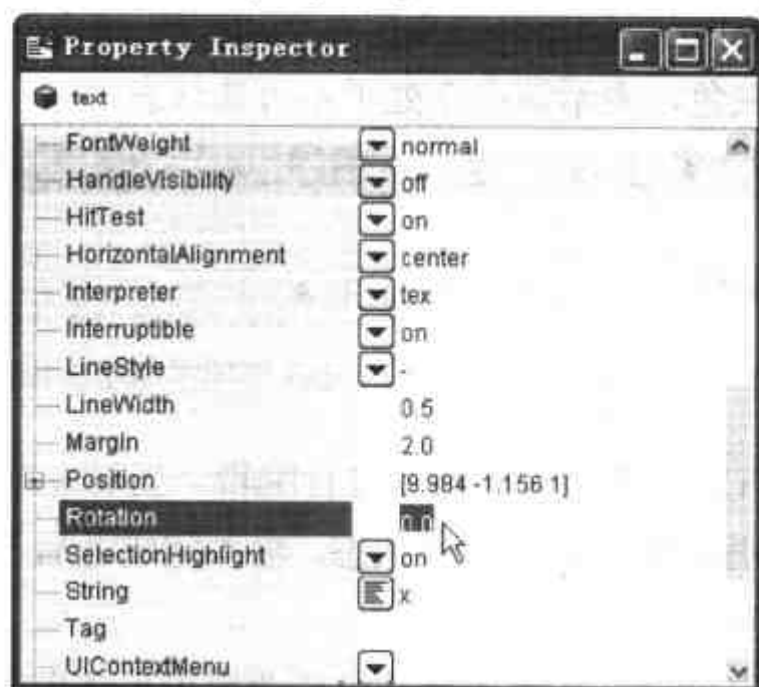 Property Inspector
text
FontWeight normal
HandleVisibility off
HitTest on
HorizontalAlignment center
Interpreter tex
Interruptible on
LineStyle -
LineWidth 0.5
Margin 2.0
Position [9.984 -1.156 1]
Rotation
SelectionHighlight on
String x
Tag
UIContextMenu